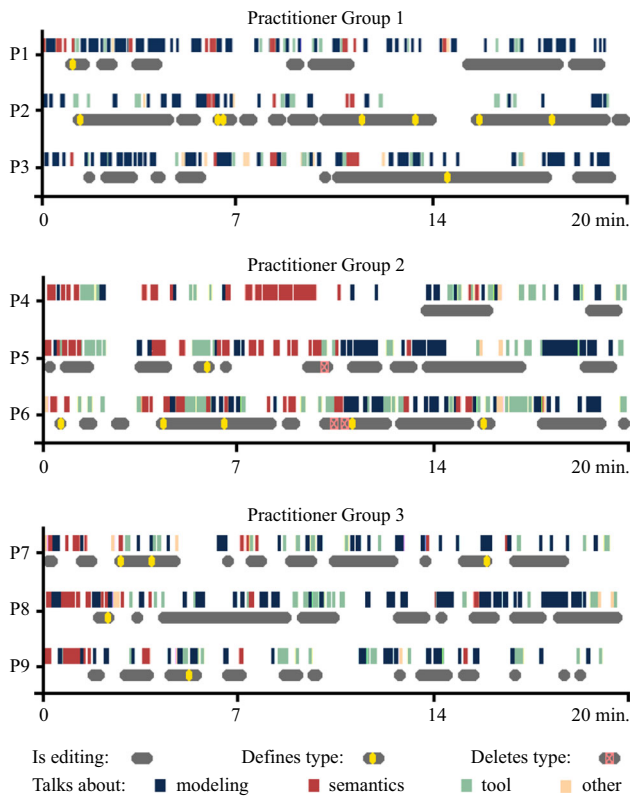 Practitioner Group 1
P1
P2
P3
0 7 14 20 min.
Practitioner Group 2
P4
P5
P6
0 7 14 20 min.
Practitioner Group 3
P7
P8
P9
0 7 14 20 min.
Is editing: Defines type: Deletes type:
Talks about: modeling semantics tool other